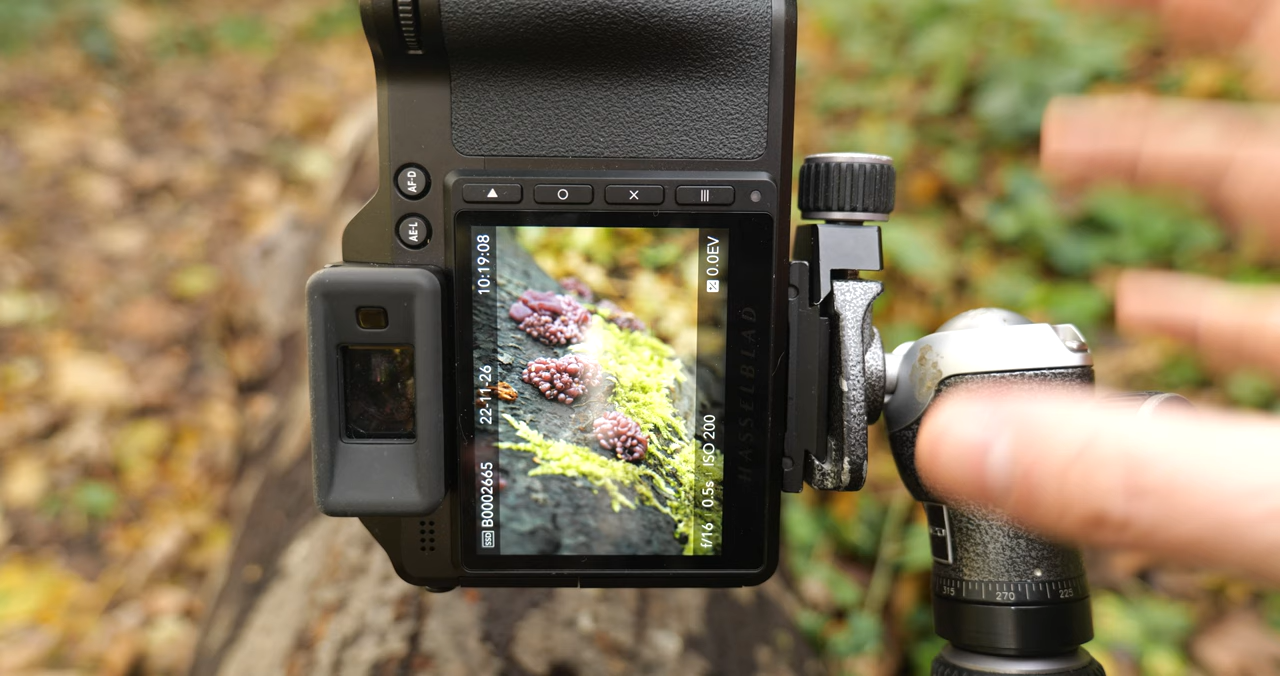 AF-D
AE-L
10:19:08
22-11-26
SSD B0002665
0.0EV
f/16 0.5s ISO 200
HASSELBLAD
315 270 225